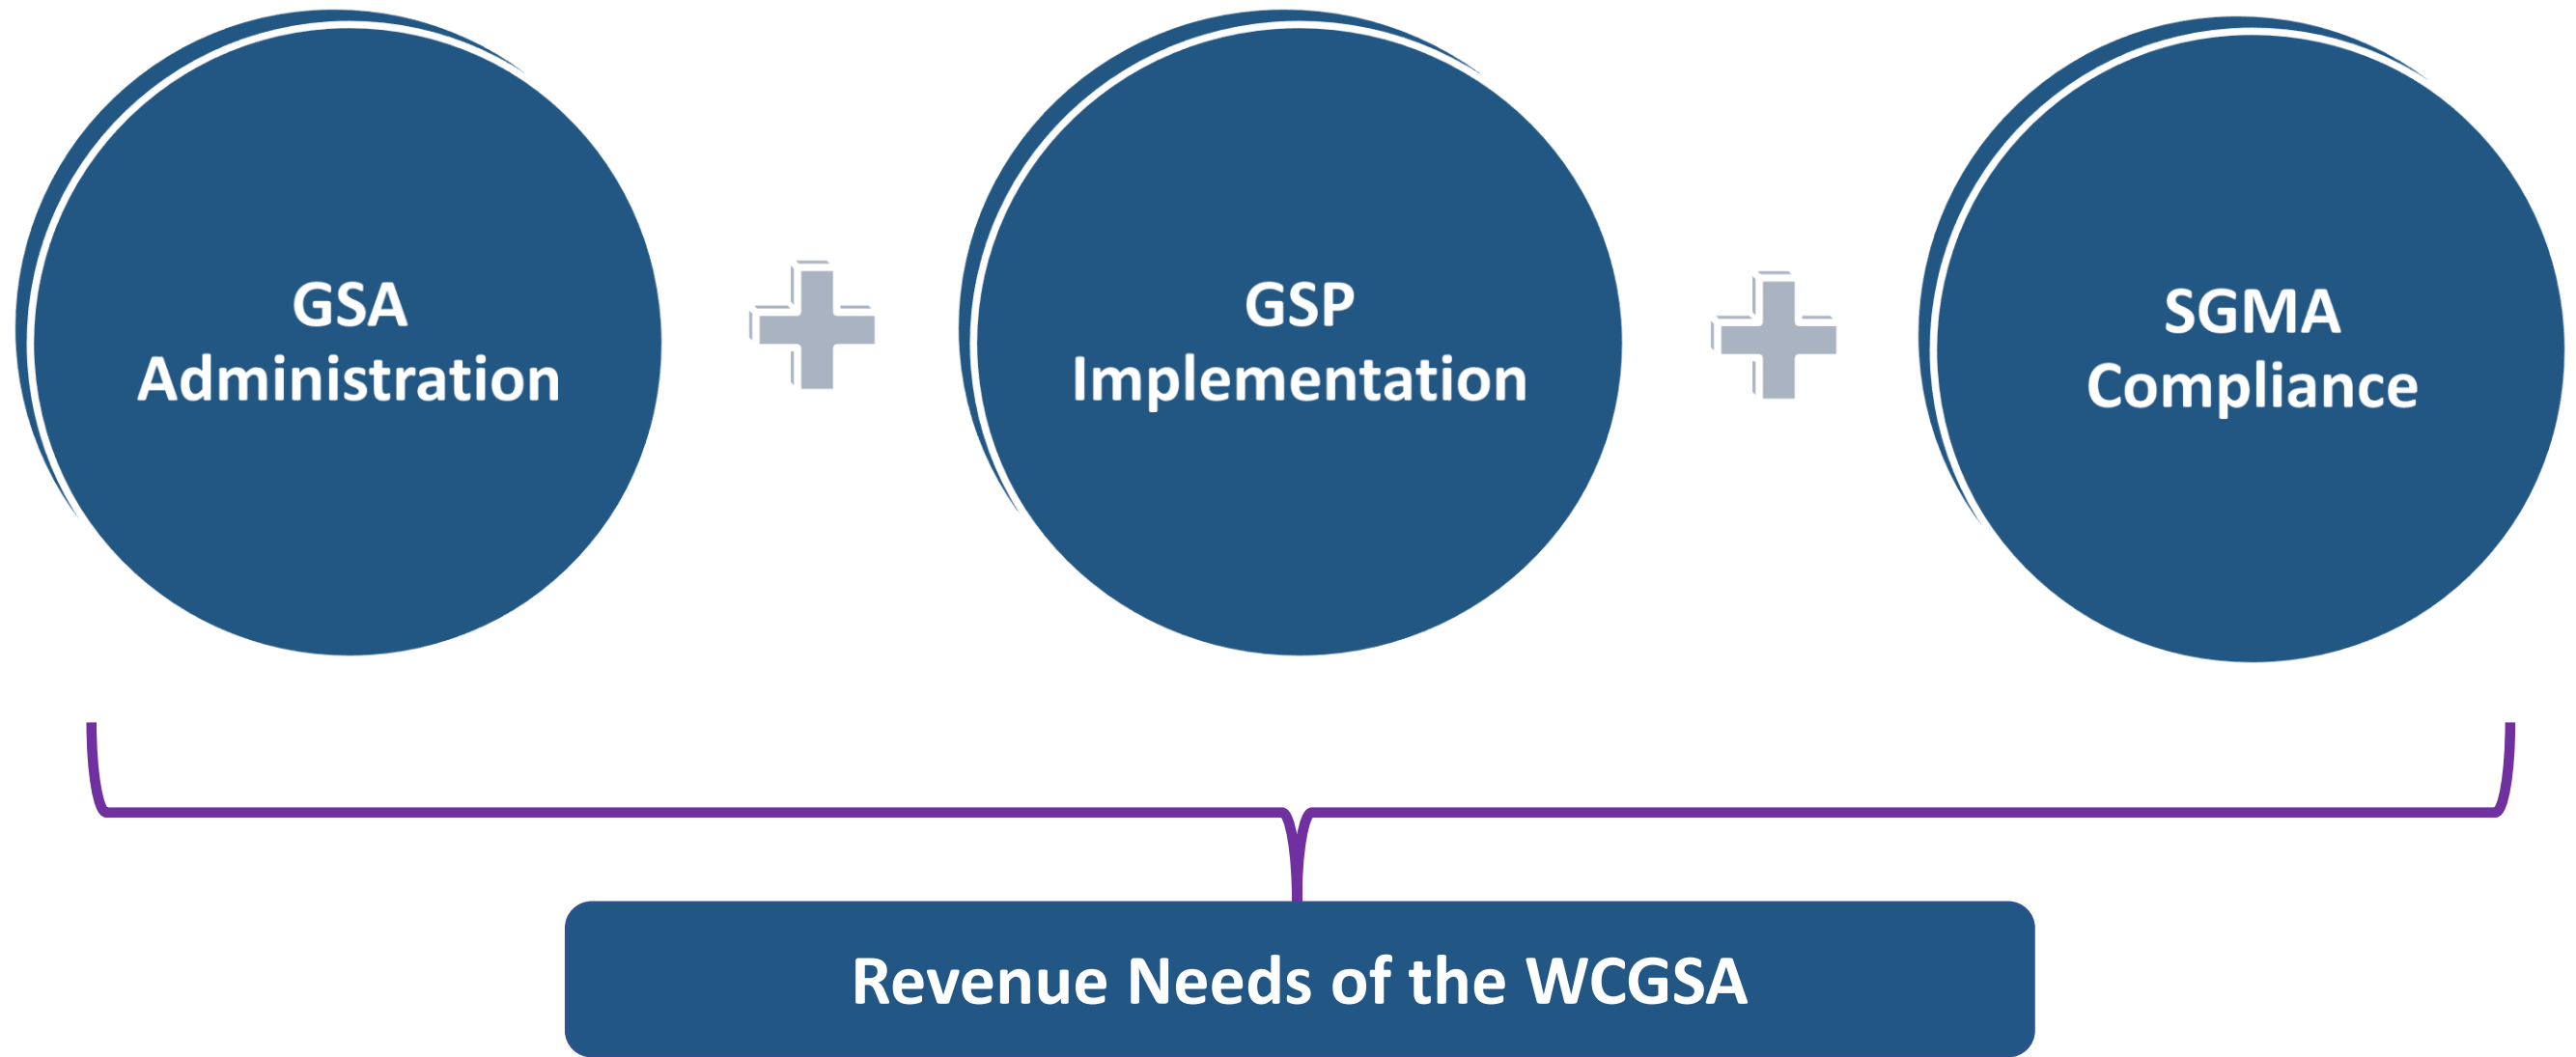 GSA
Administration
GSP
Implementation
SGMA
Compliance
Revenue Needs of the WCGSA